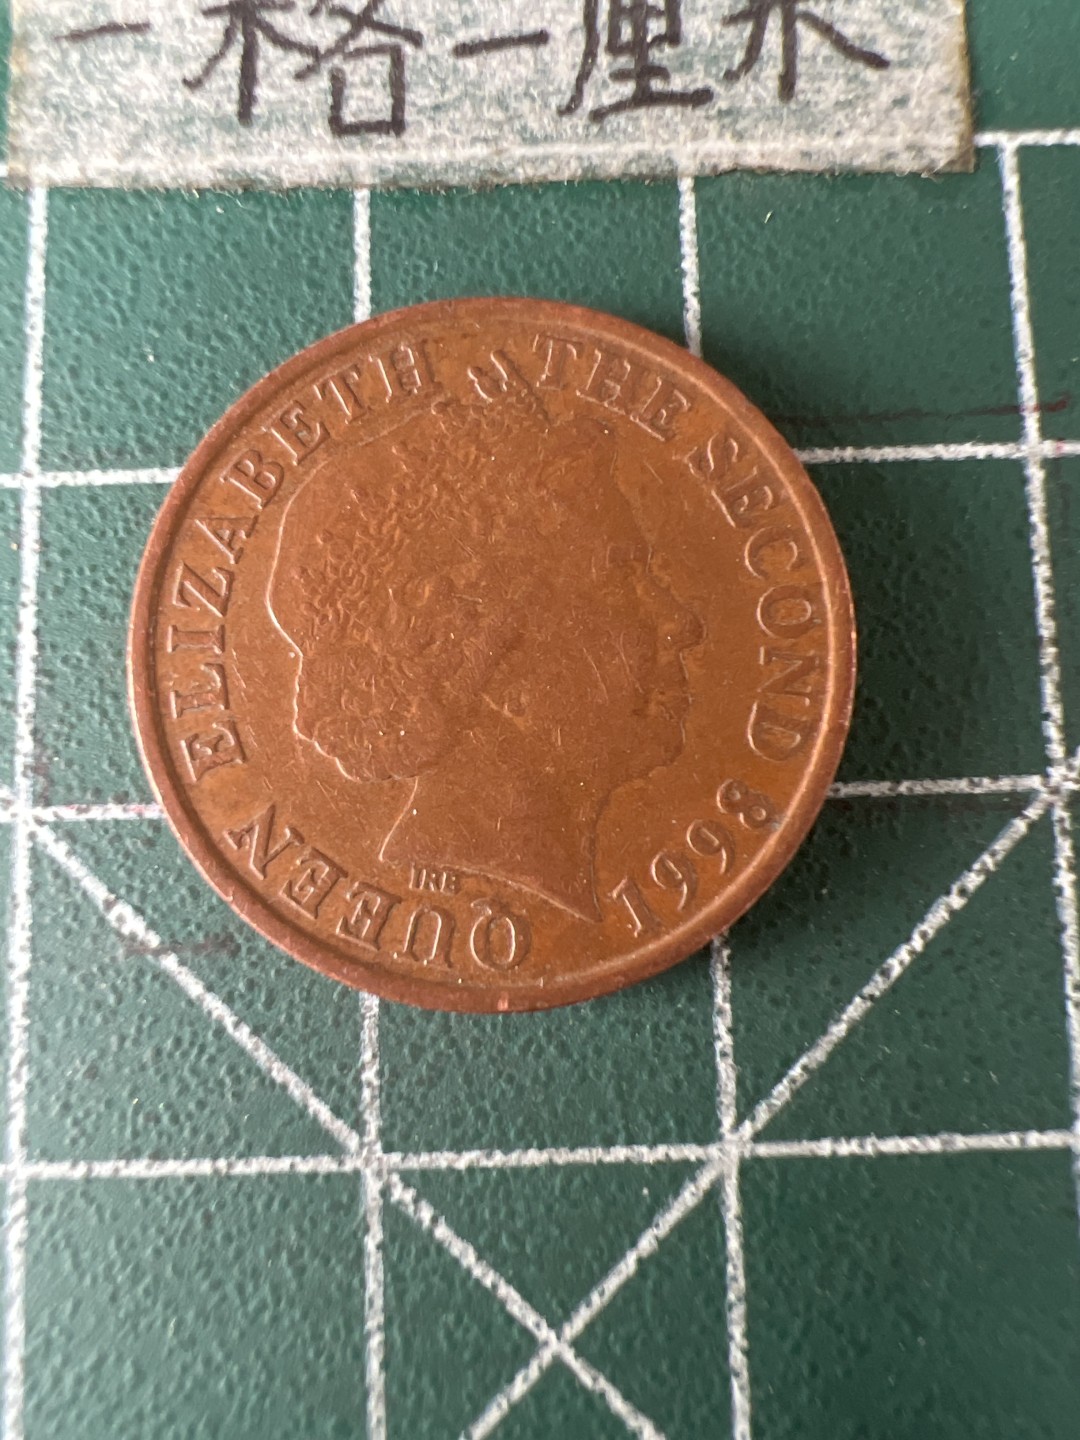 一格一厘米
QUEEN ELIZABETH THE SECOND 1998
IRB